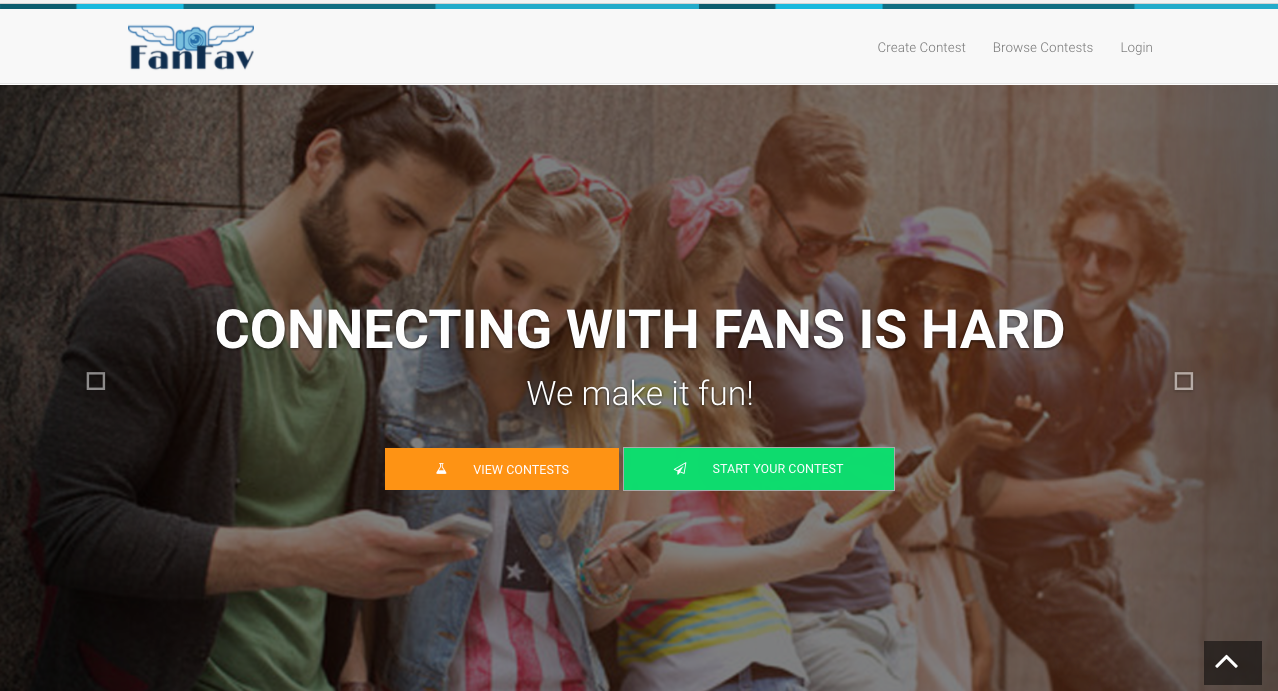 FanFav
Create Contest
Browse Contests
Login
CONNECTING WITH FANS IS HARD
We make it fun!
VIEW CONTESTS
START YOUR CONTEST